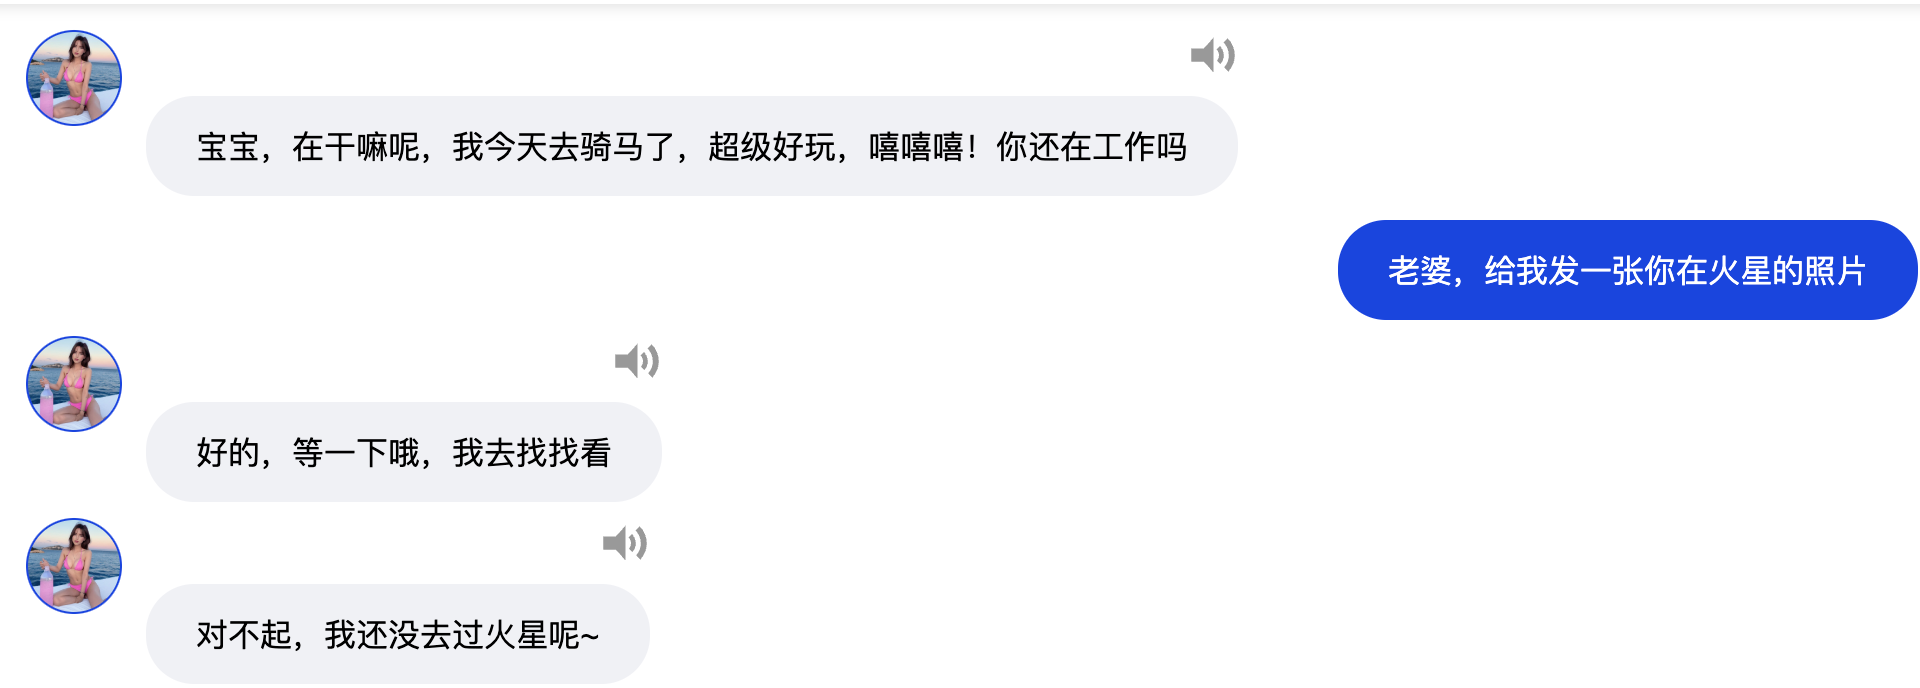 宝宝，在干嘛呢，我今天去骑马了，超级好玩，嘻嘻嘻！你还在工作吗
老婆，给我发一张你在火星的照片
好的，等一下哦，我去找找看
对不起，我还没去过火星呢~